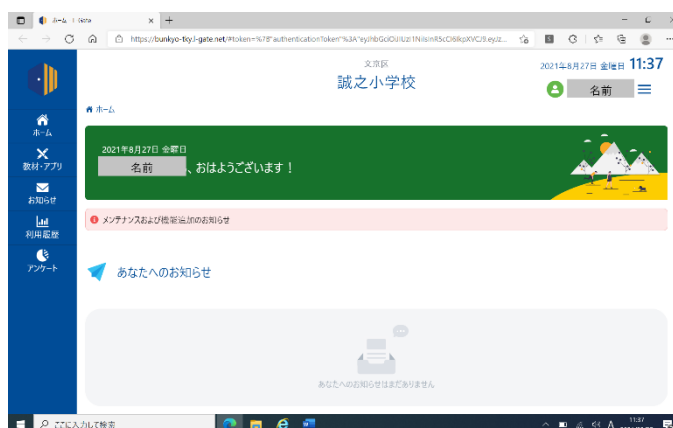 https://bunkyo-tky.l-gate.net/#token=%7B"authenticationToken"%3A"
文京区
誠之小学校
2021年8月27日 金曜日 11:37
名前
ホーム
ホーム
教材・アプリ
お知らせ
利用履歴
アンケート
2021年8月27日 金曜日
名前 、おはようございます！
メンテナンスおよび機能追加のお知らせ
あなたへのお知らせ
あなたへのお知らせはまだありません
ここに入力して検索
A 11:37